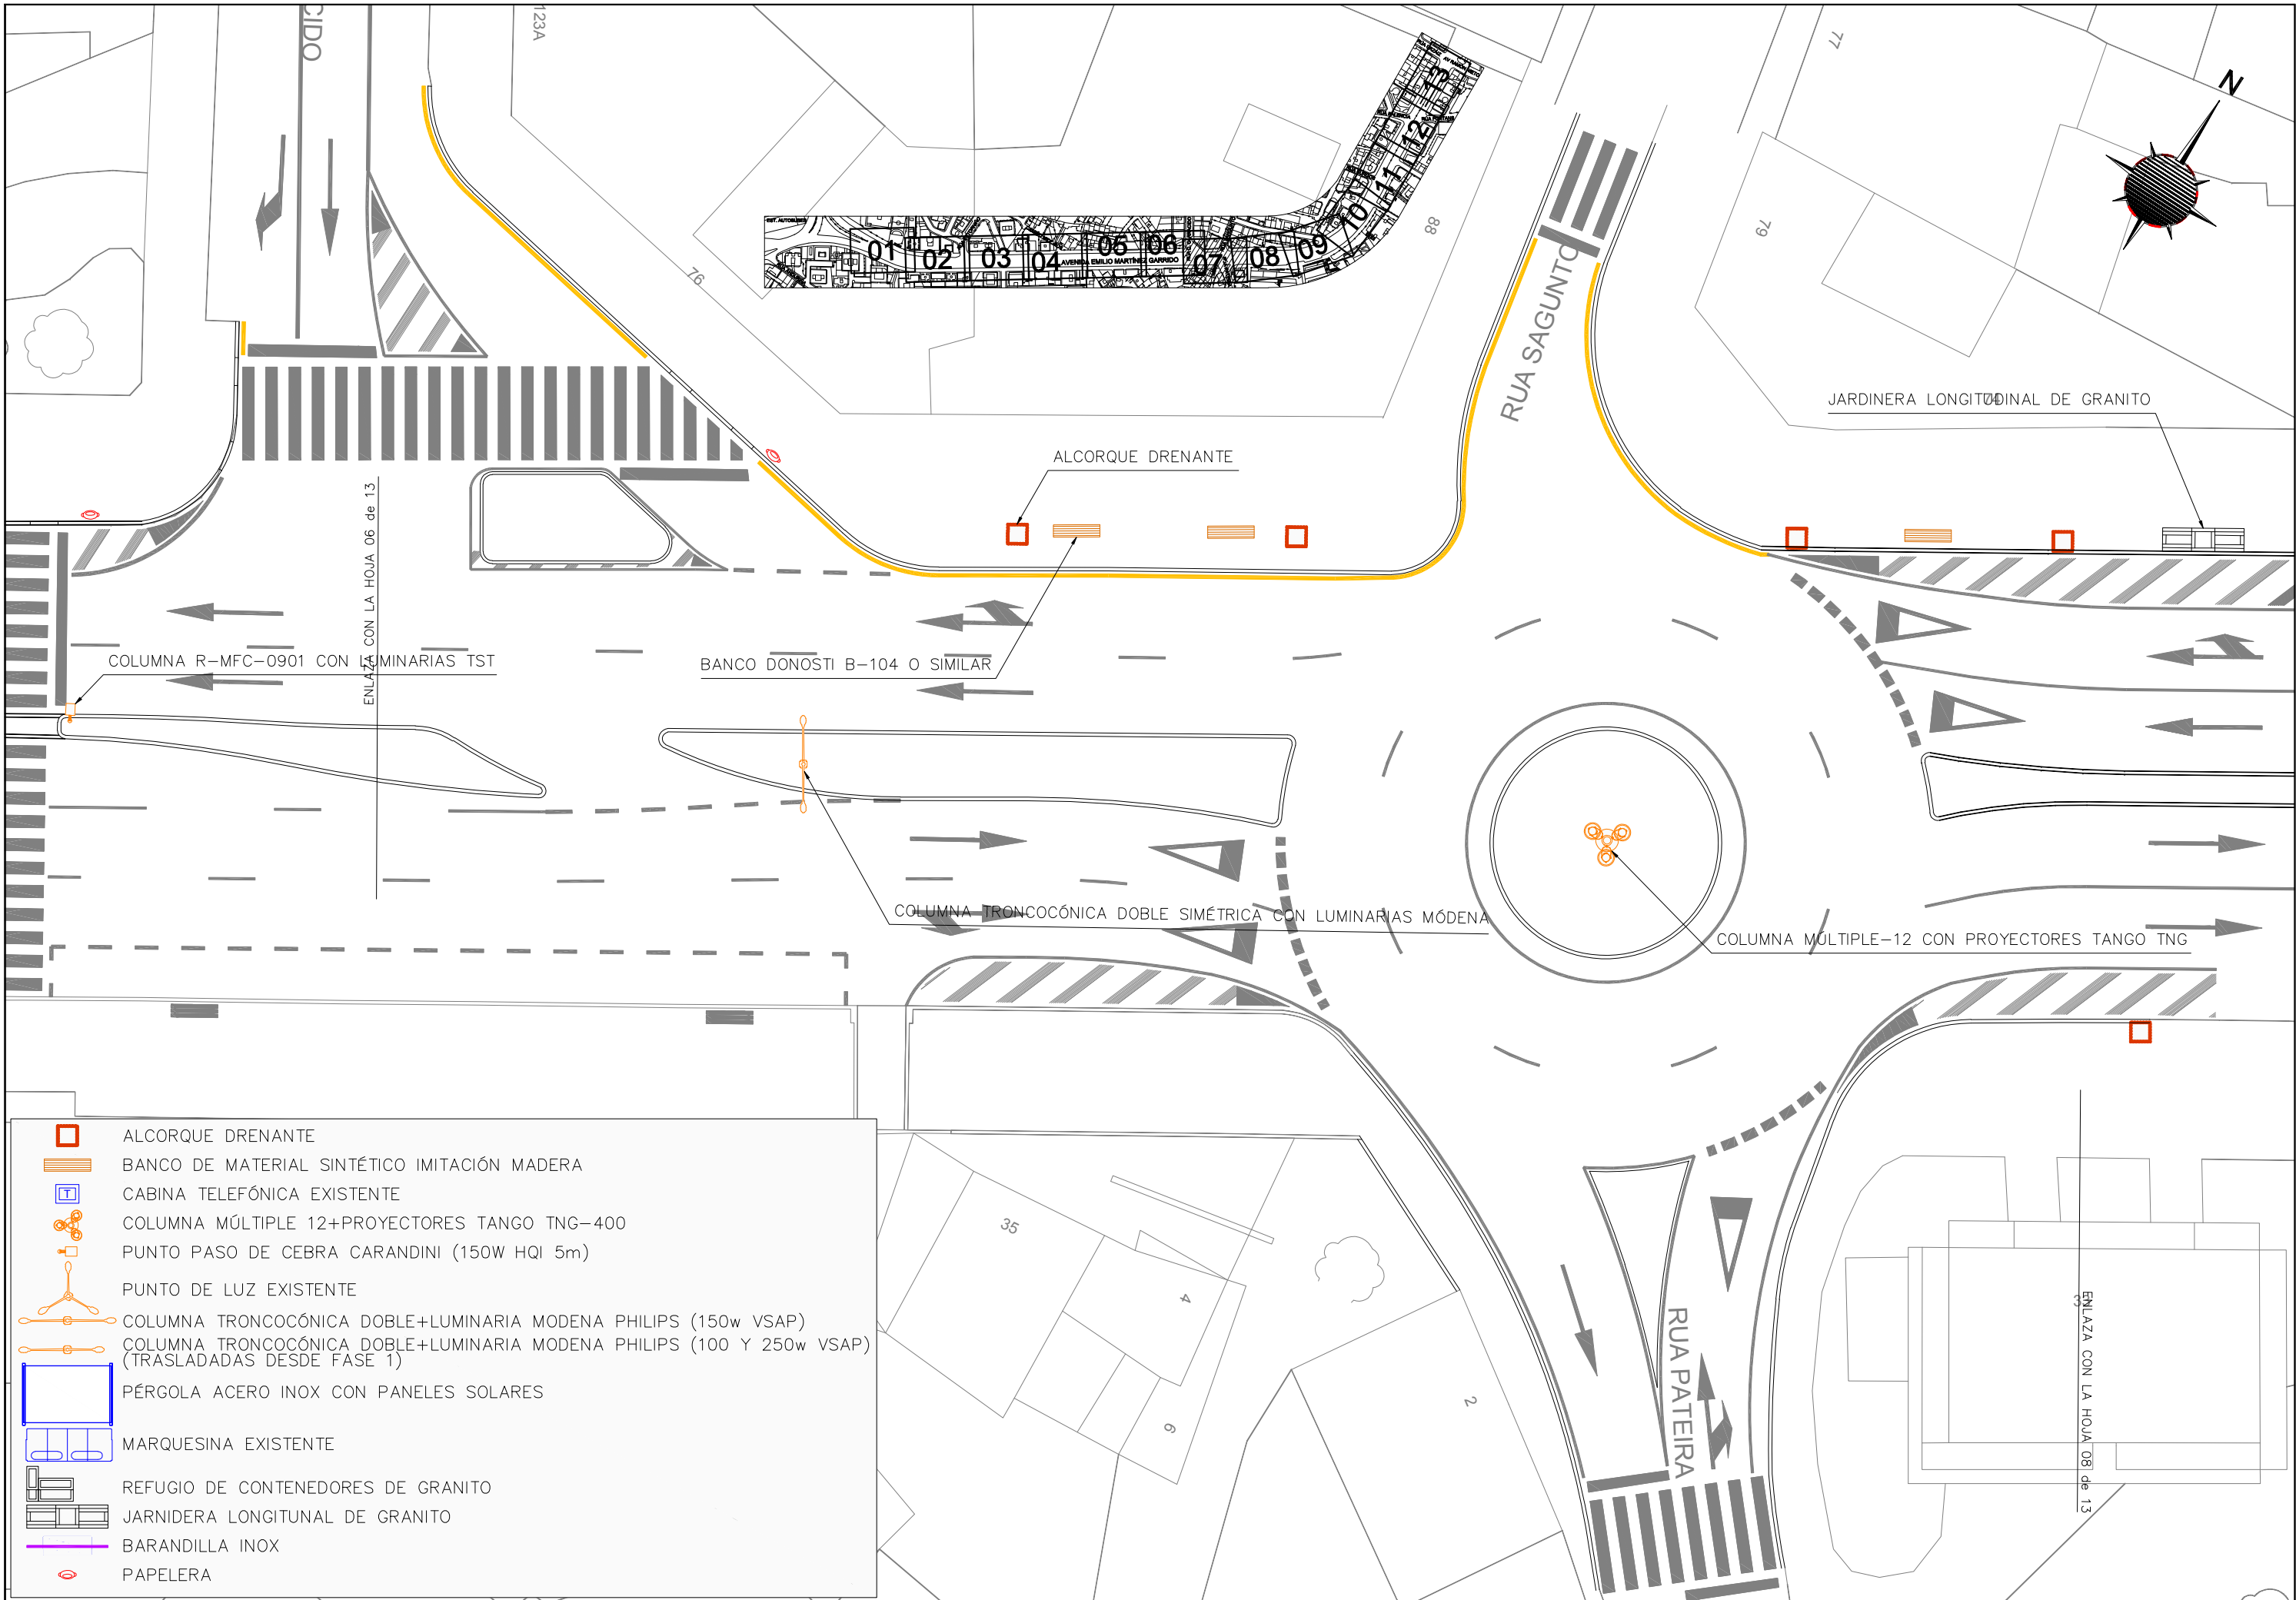 CIDO
123A
77
N
76
88
79
EST. AUTOBUSES
01
02
03
04
05
06
07
08
09
10
11
12
13
AVENIDA EMILIO MARTÍNEZ GARRIDO
RUA SAGUNTO
JARDINERA LONGITUDINAL DE GRANITO
74
ALCORQUE DRENANTE
ENLAZA CON LA HOJA 06 de 13
COLUMNA R-MFC-0901 CON LUMINARIAS TST
BANCO DONOSTI B-104 O SIMILAR
COLUMNA TRONCOCÓNICA DOBLE SIMÉTRICA CON LUMINARIAS MÓDENA
COLUMNA MÚLTIPLE-12 CON PROYECTORES TANGO TNG
ALCORQUE DRENANTE
BANCO DE MATERIAL SINTÉTICO IMITACIÓN MADERA
T
CABINA TELEFÓNICA EXISTENTE
COLUMNA MÚLTIPLE 12+PROYECTORES TANGO TNG-400
PUNTO PASO DE CEBRA CARANDINI (150W HQI 5m)
PUNTO DE LUZ EXISTENTE
COLUMNA TRONCOCÓNICA DOBLE+LUMINARIA MODENA PHILIPS (150w VSAP)
COLUMNA TRONCOCÓNICA DOBLE+LUMINARIA MODENA PHILIPS (100 Y 250w VSAP)
(TRASLADADAS DESDE FASE 1)
PÉRGOLA ACERO INOX CON PANELES SOLARES
MARQUESINA EXISTENTE
REFUGIO DE CONTENEDORES DE GRANITO
JARNIDERA LONGITUNAL DE GRANITO
BARANDILLA INOX
PAPELERA
35
4
6
2
RUA PATEIRA
ENLAZA CON LA HOJA 08 de 13